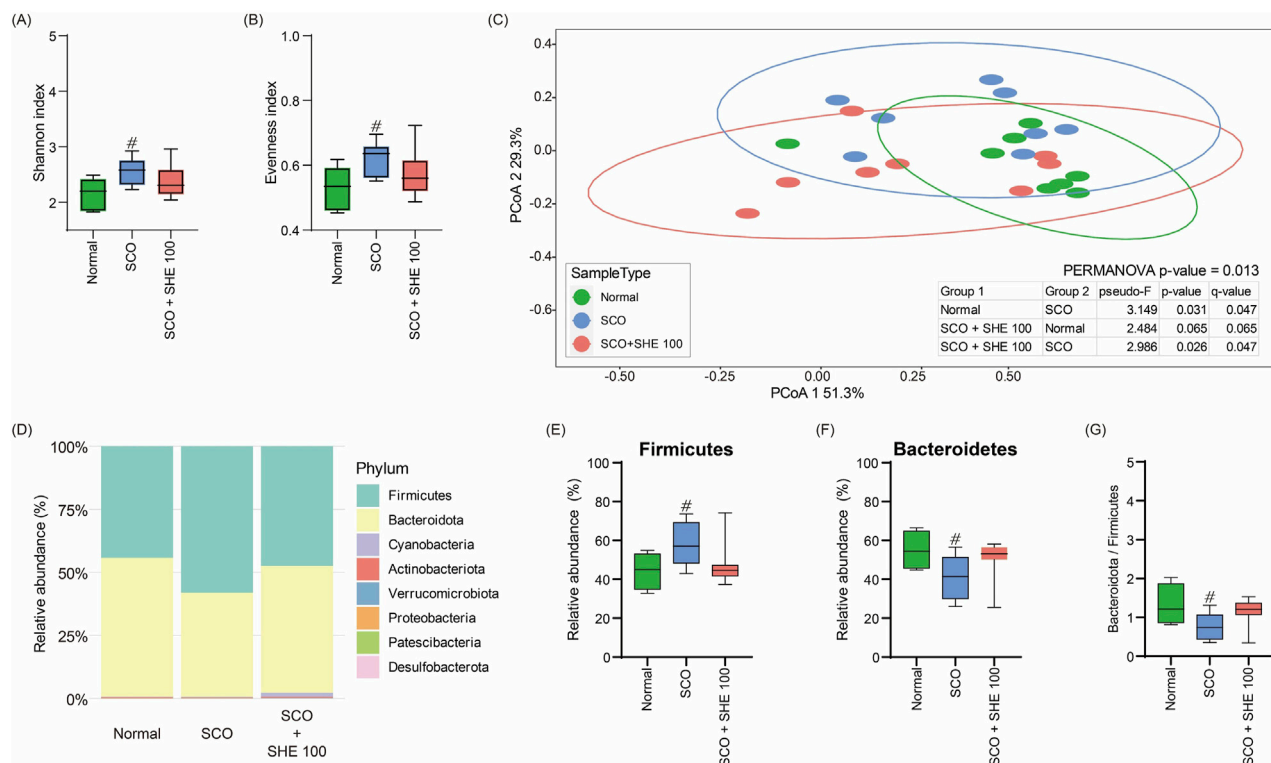 (A)
Shannon index
5
4
3
2
#
Normal
SCO
SCO + SHE 100
(B)
Evenness index
1.0
0.8
0.6
0.4
#
Normal
SCO
SCO + SHE 100
(C)
PCoA 2 29.3%
0.4
0.2
0.0
-0.2
-0.4
-0.6
SampleType
Normal
SCO
SCO+SHE 100
PERMANOVA p-value = 0.013
Group 1 Group 2 pseudo-F p-value q-value
Normal SCO 3.149 0.031 0.047
SCO + SHE 100 Normal 2.484 0.065 0.065
SCO + SHE 100 SCO 2.986 0.026 0.047
-0.50 -0.25 0.00 0.25 0.50
PCoA 1 51.3%
(D)
Relative abundance (%)
100%
75%
50%
25%
0%
Normal
SCO
SCO
+
SHE 100
Phylum
Firmicutes
Bacteroidota
Cyanobacteria
Actinobacteriota
Verrucomicrobiota
Proteobacteria
Patescibacteria
Desulfobacterota
(E)
Firmicutes
Relative abundance (%)
100
80
60
40
20
0
#
Normal
SCO
SCO + SHE 100
(F)
Bacteroidetes
Relative abundance (%)
100
80
60
40
20
0
#
Normal
SCO
SCO + SHE 100
(G)
Bacteroidota / Firmicutes
5
4
3
2
1
0
#
Normal
SCO
SCO + SHE 100